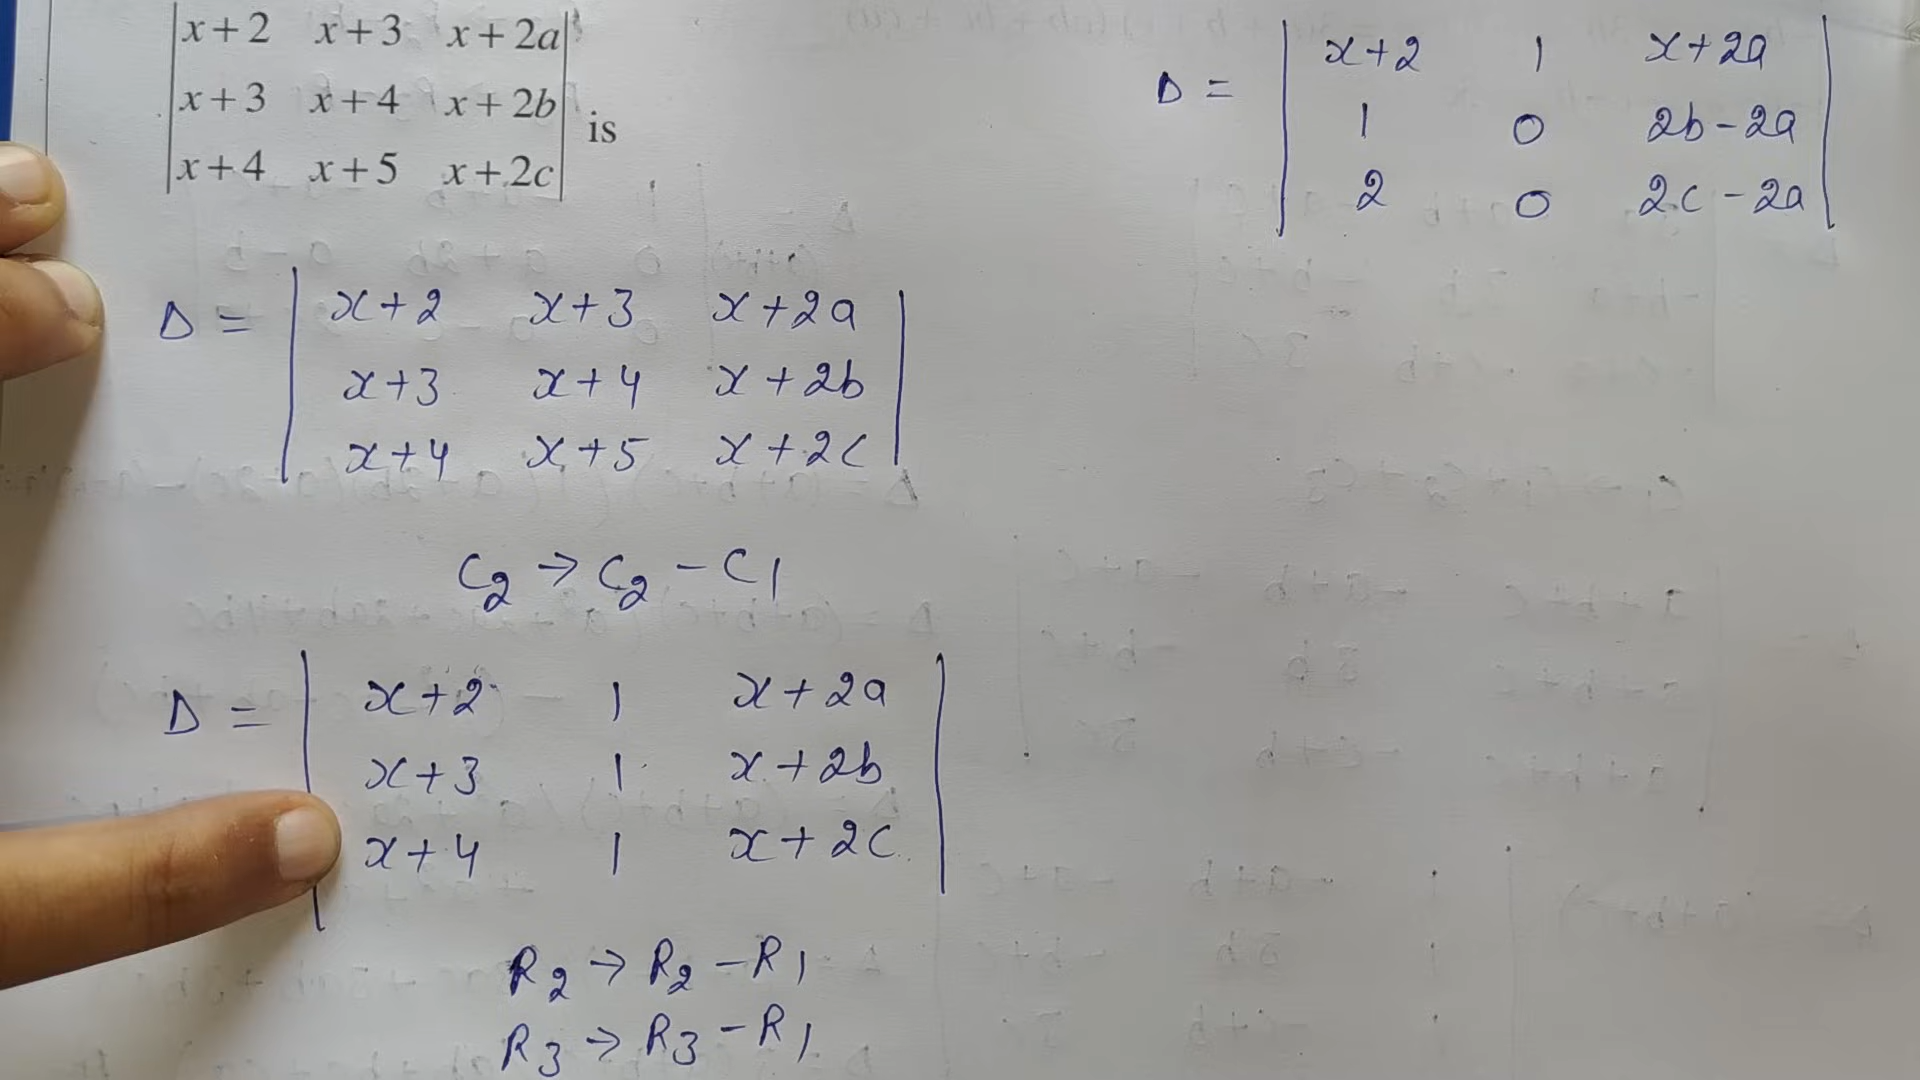 x+2 x+3 x+2a
x+3 x+4 x+2b is
x+4 x+5 x+2c
Δ = x+2 x+3 x+2a
x+3 x+4 x+2b
x+4 x+5 x+2c
C2 → C2 - C1
Δ = x+2 1 x+2a
x+3 1 x+2b
x+4 1 x+2c
R2 → R2 - R1
R3 → R3 - R1
Δ = x+2 1 x+2a
1 0 2b-2a
2 0 2c-2a